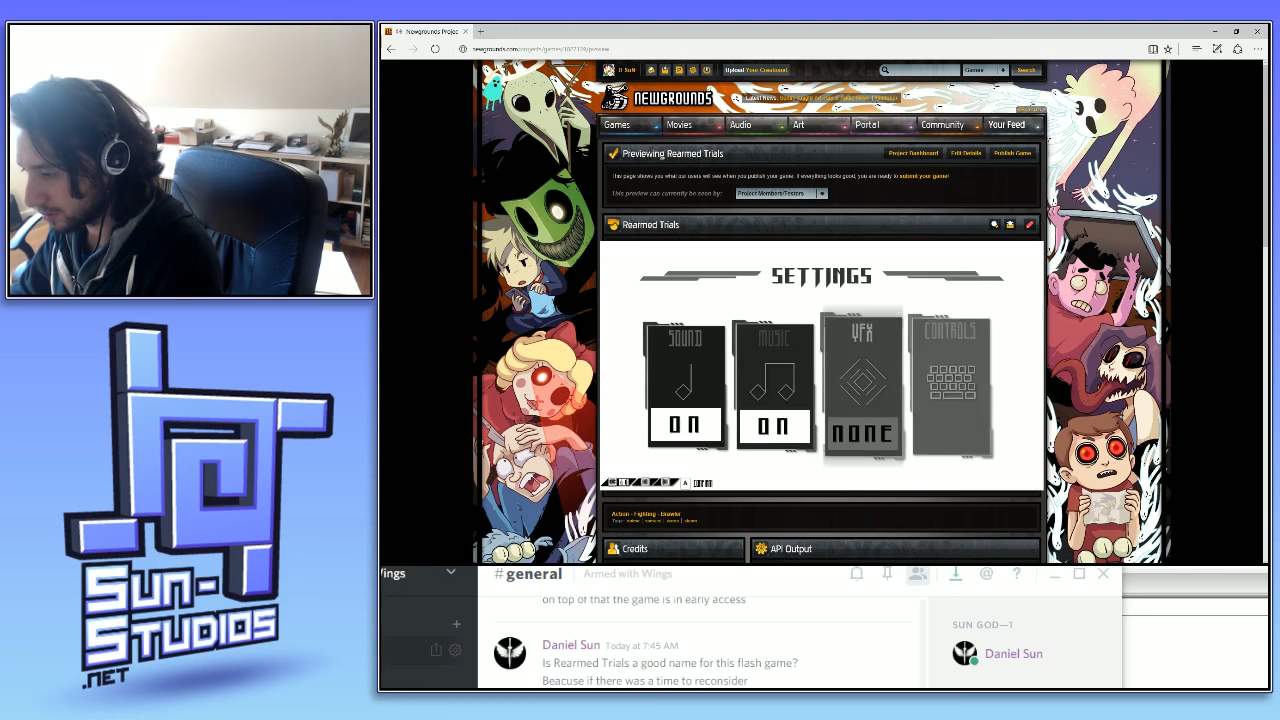 Newgrounds Projec
newgrounds.com/projects/games/1027139/preview
Upload Your Creations!
Games
Search
NEWGROUNDS
Latest News:
Games
Movies
Audio
Art
Portal
Community
Your Feed
Previewing Rearmed Trials
Project Dashboard
Edit Details
Publish Game
This page shows you what our users will see when you publish your game. If everything looks good, you are ready to submit your game!
This preview can currently be seen by:
Project Members/Testers
Rearmed Trials
SETTINGS
SOUND
ON
MUSIC
ON
VFX
NONE
CONTROLS
A
Action - Fighting - Brawler
Credits
API Output
ings
#general
Armed with Wings
on top of that the game is in early access
Daniel Sun Today at 7:45 AM
Is Rearmed Trials a good name for this flash game?
Beacuse if there was a time to reconsider
SUN GOD—1
Daniel Sun
SUN-
STUDIOS
.NET